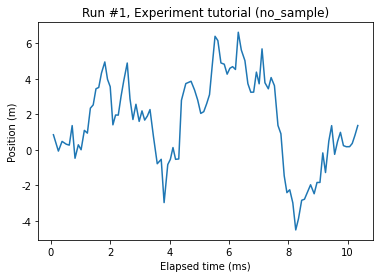 Run #1, Experiment tutorial (no_sample)
Position (m)
6
4
2
0
-2
-4
0 2 4 6 8 10
Elapsed time (ms)